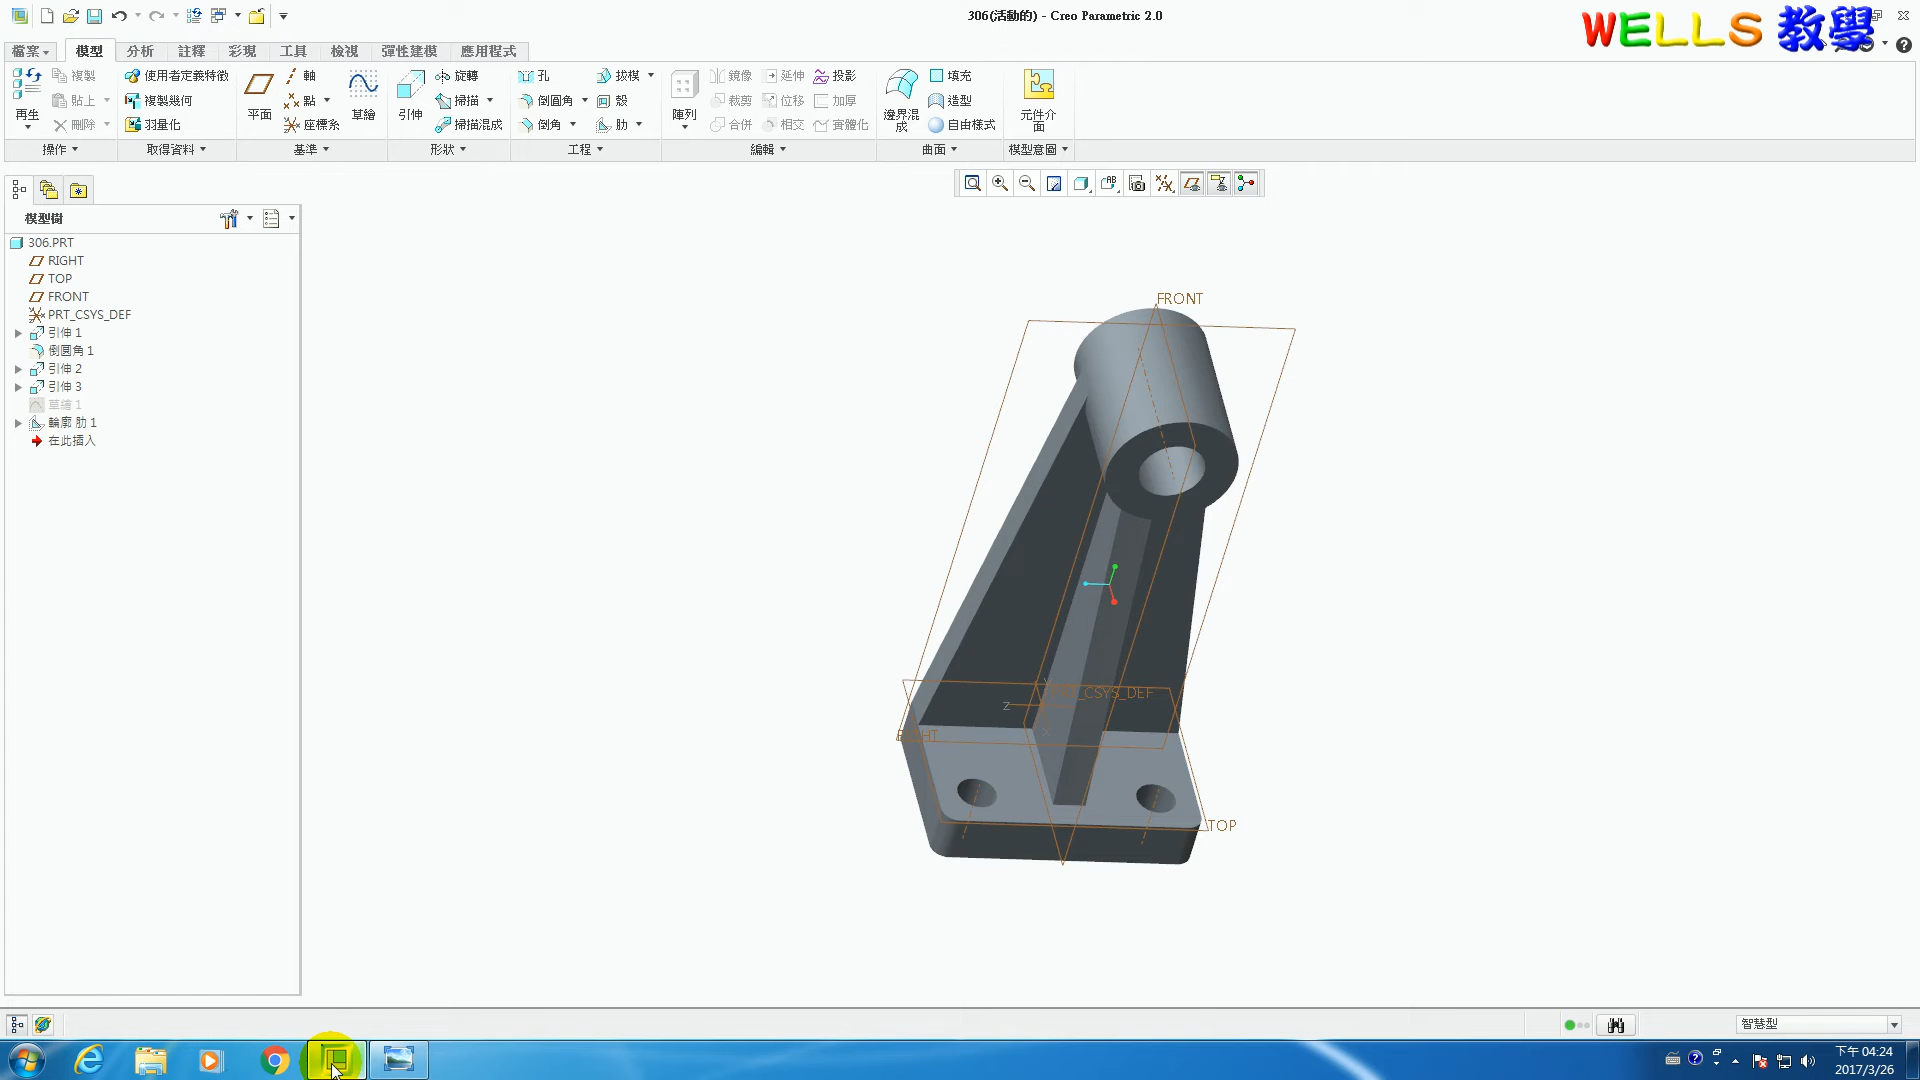 306(活動的) - Creo Parametric 2.0
WELLS 教學
檔案 模型 分析 註釋 彩現 工具 檢視 彈性建模 應用程式
複製 使用者定義特徵 軸 旋轉 孔 拔模 鏡像 延伸 投影 填充
再生 貼上 複製幾何 平面 點 草繪 引伸 掃描 倒圓角 殼 陣列 裁剪 位移 加厚 邊界混成 造型 元件介面
刪除 羽量化 座標系 掃描混成 倒角 肋 合併 相交 實體化 自由樣式
操作 取得資料 基準 形狀 工程 編輯 曲面 模型意圖
模型樹
306.PRT
RIGHT
TOP
FRONT
PRT_CSYS_DEF
引伸 1
倒圓角 1
引伸 2
引伸 3
草繪 1
輪廓 肋 1
在此插入
FRONT
Z
TOP
智慧型
下午 04:24
2017/3/26